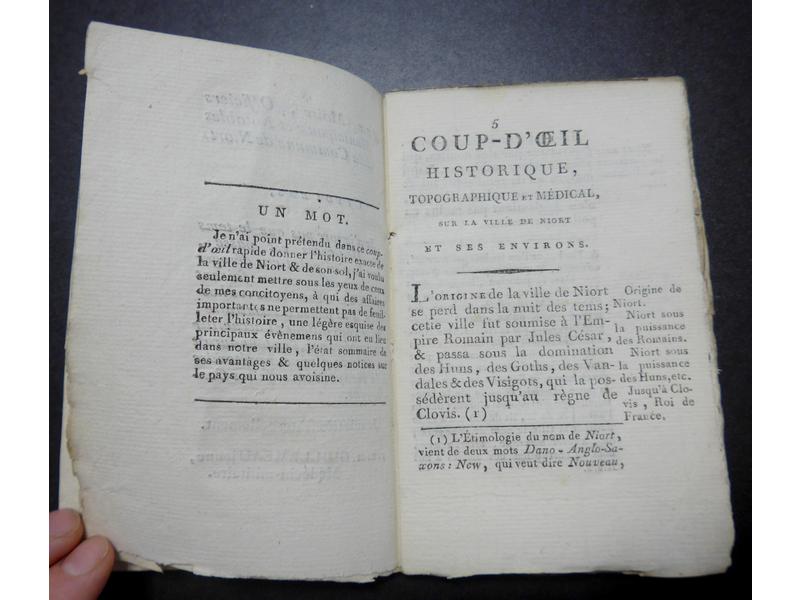 UN MOT.
Je n'ai point prétendu dans ce coup-
d'œil rapide donner l'histoire exacte de
la ville de Niort & de son sol, j'ai voulu
seulement mettre sous les yeux de ceux
de mes concitoyens, à qui des affaires
importantes ne permettent pas de feuil-
leter l'histoire, une légère esquise des
principaux évènemens qui ont eu lieu
dans notre ville, l'état sommaire de
ses avantages & quelques notices sur
le pays qui nous avoisine.
5
COUP-D'ŒIL
HISTORIQUE,
TOPOGRAPHIQUE ET MÉDICAL,
SUR LA VILLE DE NIORT
ET SES ENVIRONS.
L'ORIGINE de la ville de Niort
se perd dans la nuit des tems;
cette ville fut soumise à l'Em-
pire Romain par Jules César,
& passa sous la domination
des Huns, des Goths, des Van-
dales & des Visigots, qui la pos-
sédèrent jusqu'au règne de
Clovis. (1)
Origine de
Niort.
Niort sous
la puissance
des Romains.
Niort sous
la puissance
des Huns, etc.
Jusqu'à Clo-
vis, Roi de
France.
(1) L'Étimologie du nom de Niort,
vient de deux mots Dano-Anglo-Sa-
xons: New, qui veut dire Nouveau,